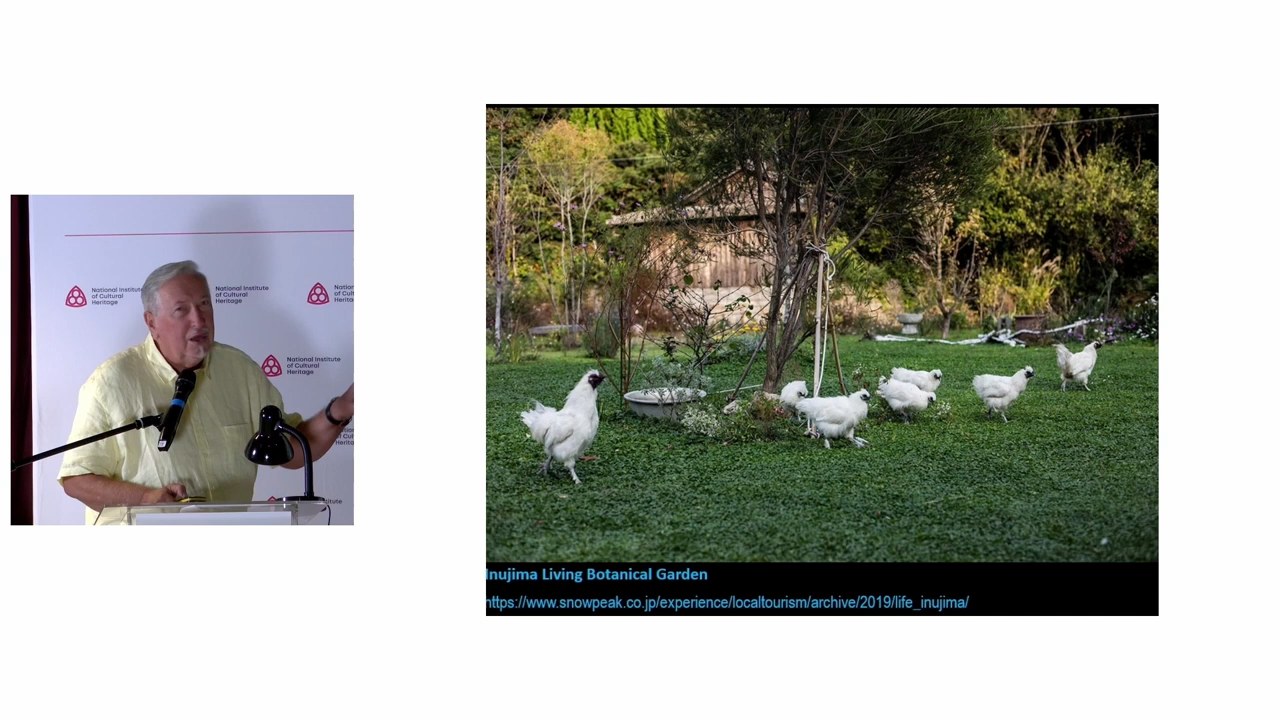 National Institute
of Cultural
Heritage
National Institute
of Cultural
Heritage
National Institute
of Cultural
Heritage
Inujima Living Botanical Garden
https://www.snowpeak.co.jp/experience/localtourism/archive/2019/life_inujima/